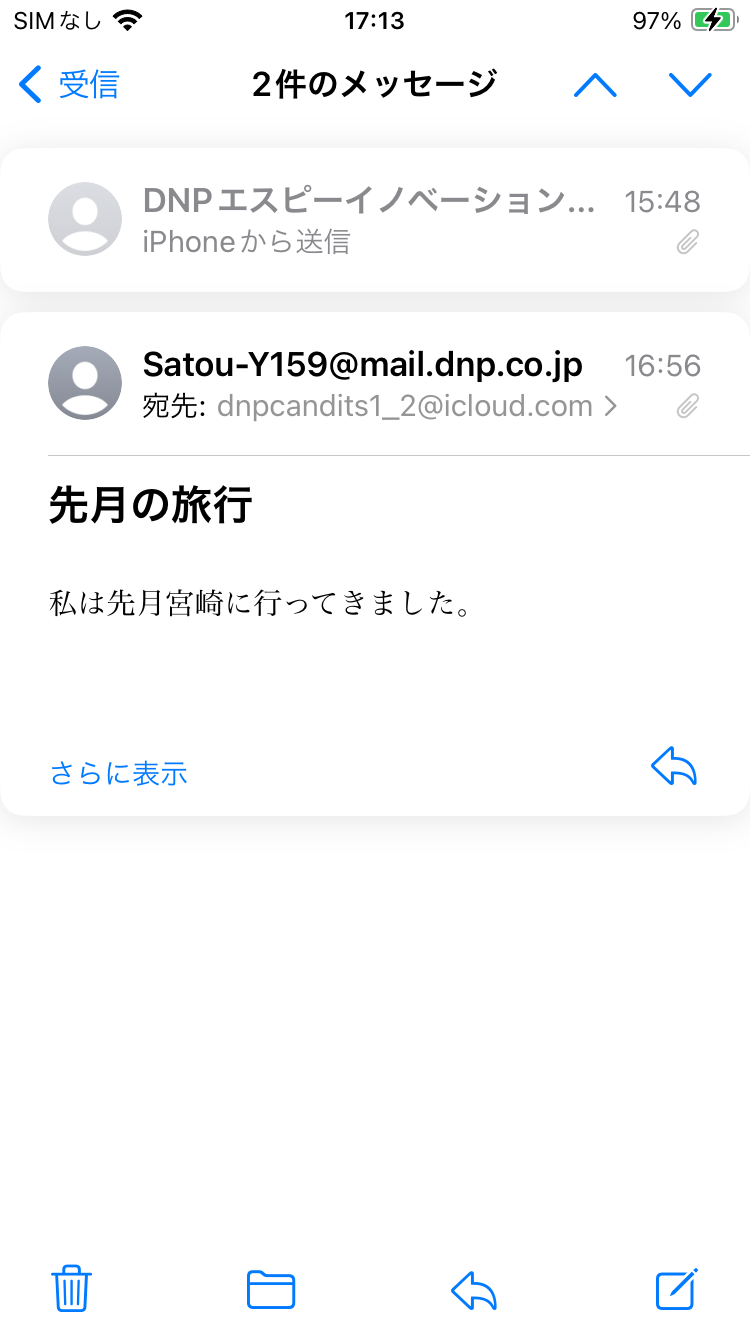 SIMなし 17:13 97%
受信 2件のメッセージ
DNPエスピーイノベーション... 15:48
iPhoneから送信
Satou-Y159@mail.dnp.co.jp 16:56
宛先: dnpcandits1_2@icloud.com
先月の旅行
私は先月宮崎に行ってきました。
さらに表示